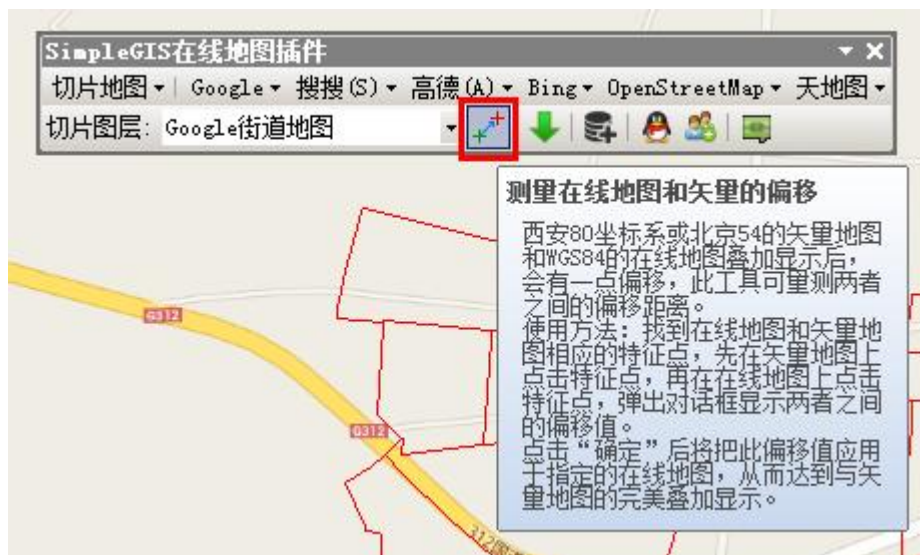 SimpleGIS在线地图插件
切片地图 Google 搜搜(S) 高德(A) Bing OpenStreetMap 天地图
切片图层: Google街道地图
测量在线地图和矢量的偏移
西安80坐标系或北京54的矢量地图
和WGS84的在线地图叠加显示后，
会有一点偏移，此工具可量测两者
之间的偏移距离。
使用方法：找到在线地图和矢量地
图相应的特征点，先在矢量地图上
点击特征点，再在在线地图上点击
特征点，弹出对话框显示两者之间
的偏移值。
点击“确定”后将把此偏移值应用
于指定的在线地图，从而达到与矢
量地图的完美叠加显示。
G312
G312
312国道